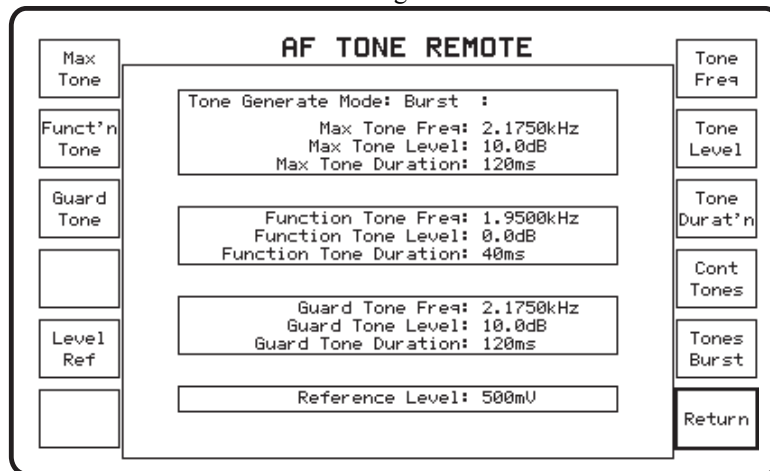 AF TONE REMOTE
Max
Tone
Funct'n
Tone
Guard
Tone
Level
Ref
Tone Generate Mode: Burst :
Max Tone Freq: 2.1750kHz
Max Tone Level: 10.0dB
Max Tone Duration: 120ms
Function Tone Freq: 1.9500kHz
Function Tone Level: 0.0dB
Function Tone Duration: 40ms
Guard Tone Freq: 2.1750kHz
Guard Tone Level: 10.0dB
Guard Tone Duration: 120ms
Reference Level: 500mV
Tone
Freq
Tone
Level
Tone
Durat'n
Cont
Tones
Tones
Burst
Return